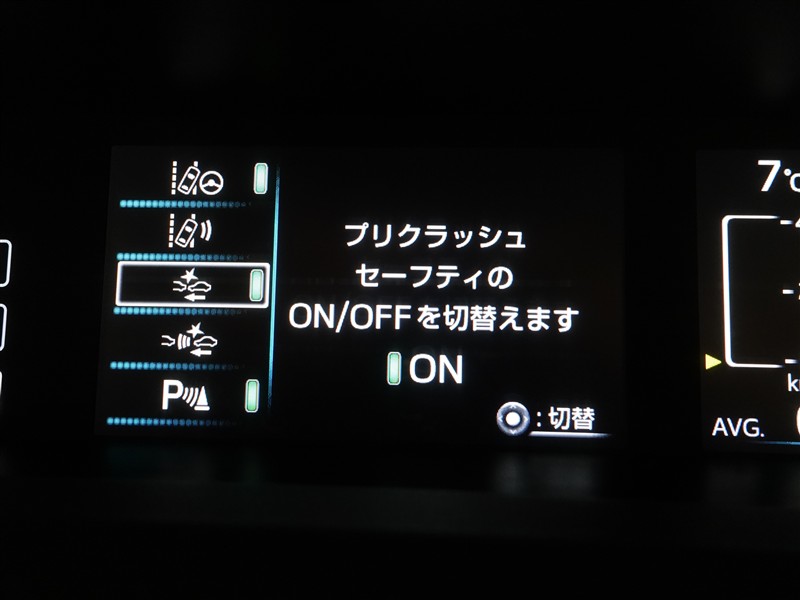 プリクラッシュ
セーフティの
ON/OFFを切替えます
ON
:切替
P
7°C
AVG.